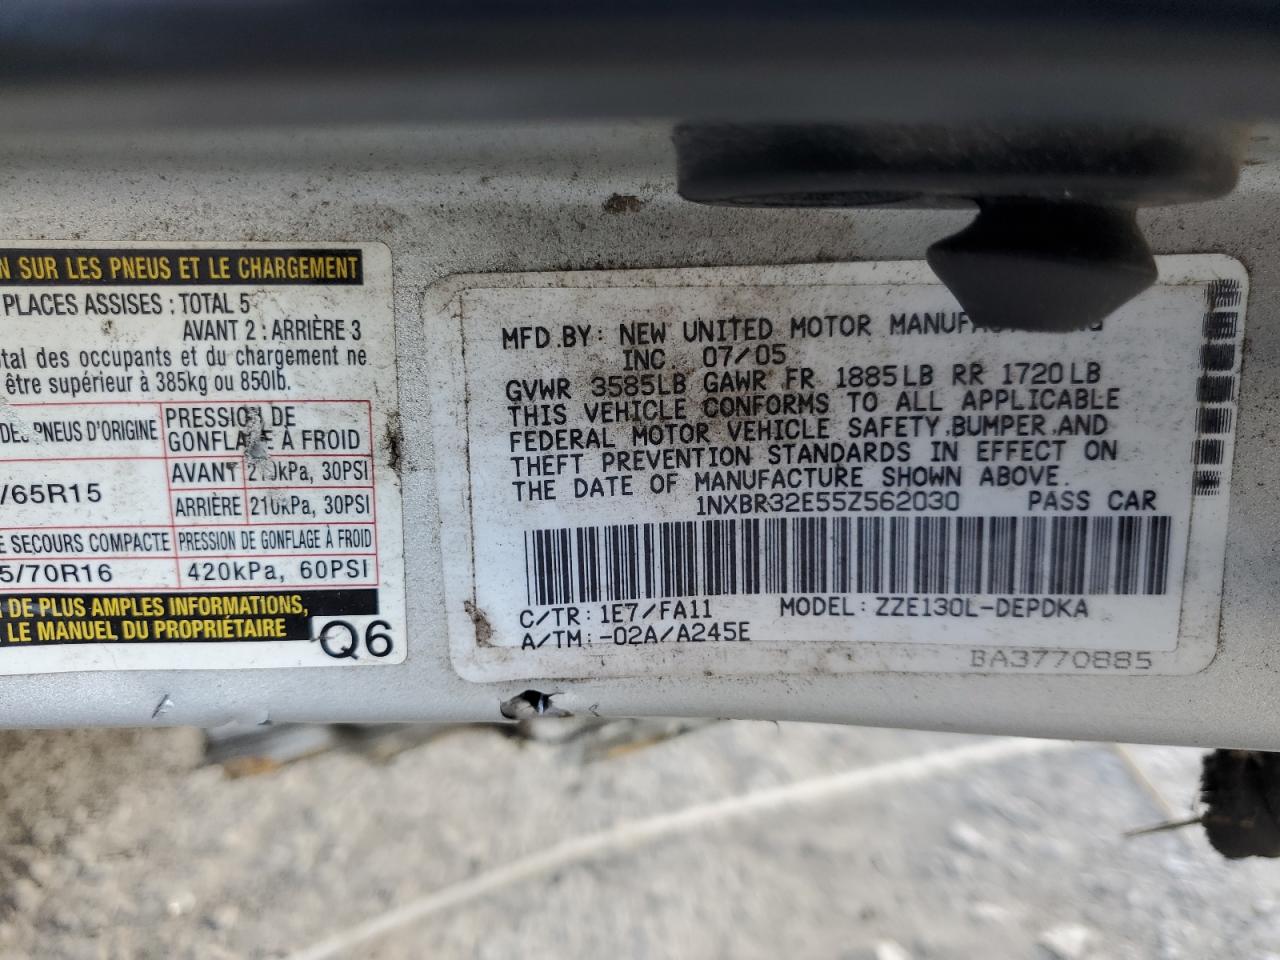 N SUR LES PNEUS ET LE CHARGEMENT
PLACES ASSISES : TOTAL 5
AVANT 2 : ARRIÈRE 3
tal des occupants et du chargement ne
être supérieur à 385kg ou 850lb.
PNEUS D'ORIGINE
PRESSION DE
À FROID
/65R15
AVANT
30PSI
ARRIÈRE
210kPa, 30PSI
E SECOURS COMPACTE
PRESSION DE GONFLAGE À FROID
5/70R16
420kPa, 60PSI
DE PLUS AMPLES INFORMATIONS,
LE MANUEL DU PROPRIÉTAIRE
Q6
MFD BY: NEW UNITED MOTOR
INC 07/05
GVWR 3585LB GAWR FR 1885LB RR 1720LB
THIS VEHICLE CONFORMS TO ALL APPLICABLE
FEDERAL MOTOR VEHICLE SAFETY,BUMPER,AND
THEFT PREVENTION STANDARDS IN EFFECT ON
THE DATE OF MANUFACTURE SHOWN ABOVE.
1NXBR32E55Z562030 PASS CAR
C/TR: 1E7/FA11 MODEL: ZZE130L-DEPDKA
A/TM: -02A/A245E
BA3770885